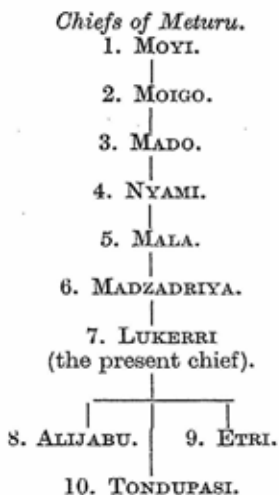 Chiefs of Meturu.
1. MOYI.
2. MOIGO.
3. MADO.
4. NYAMI.
5. MALA.
6. MADZADRIYA.
7. LUKERRI
(the present chief).
8. ALIJABU. 9. ETRI.
10. TONDUPASI.